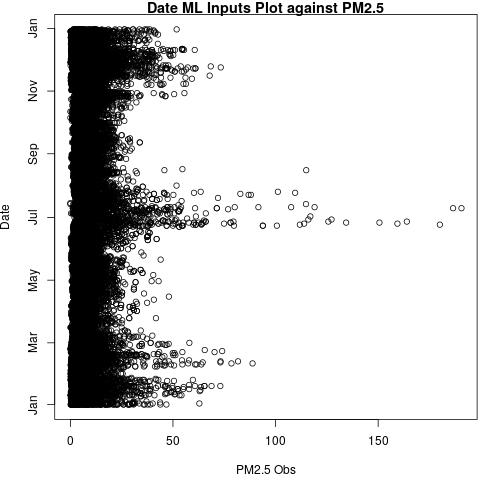 Date ML Inputs Plot against PM2.5
Jan
Nov
Sep
Jul
May
Mar
Jan
Date
0 50 100 150
PM2.5 Obs